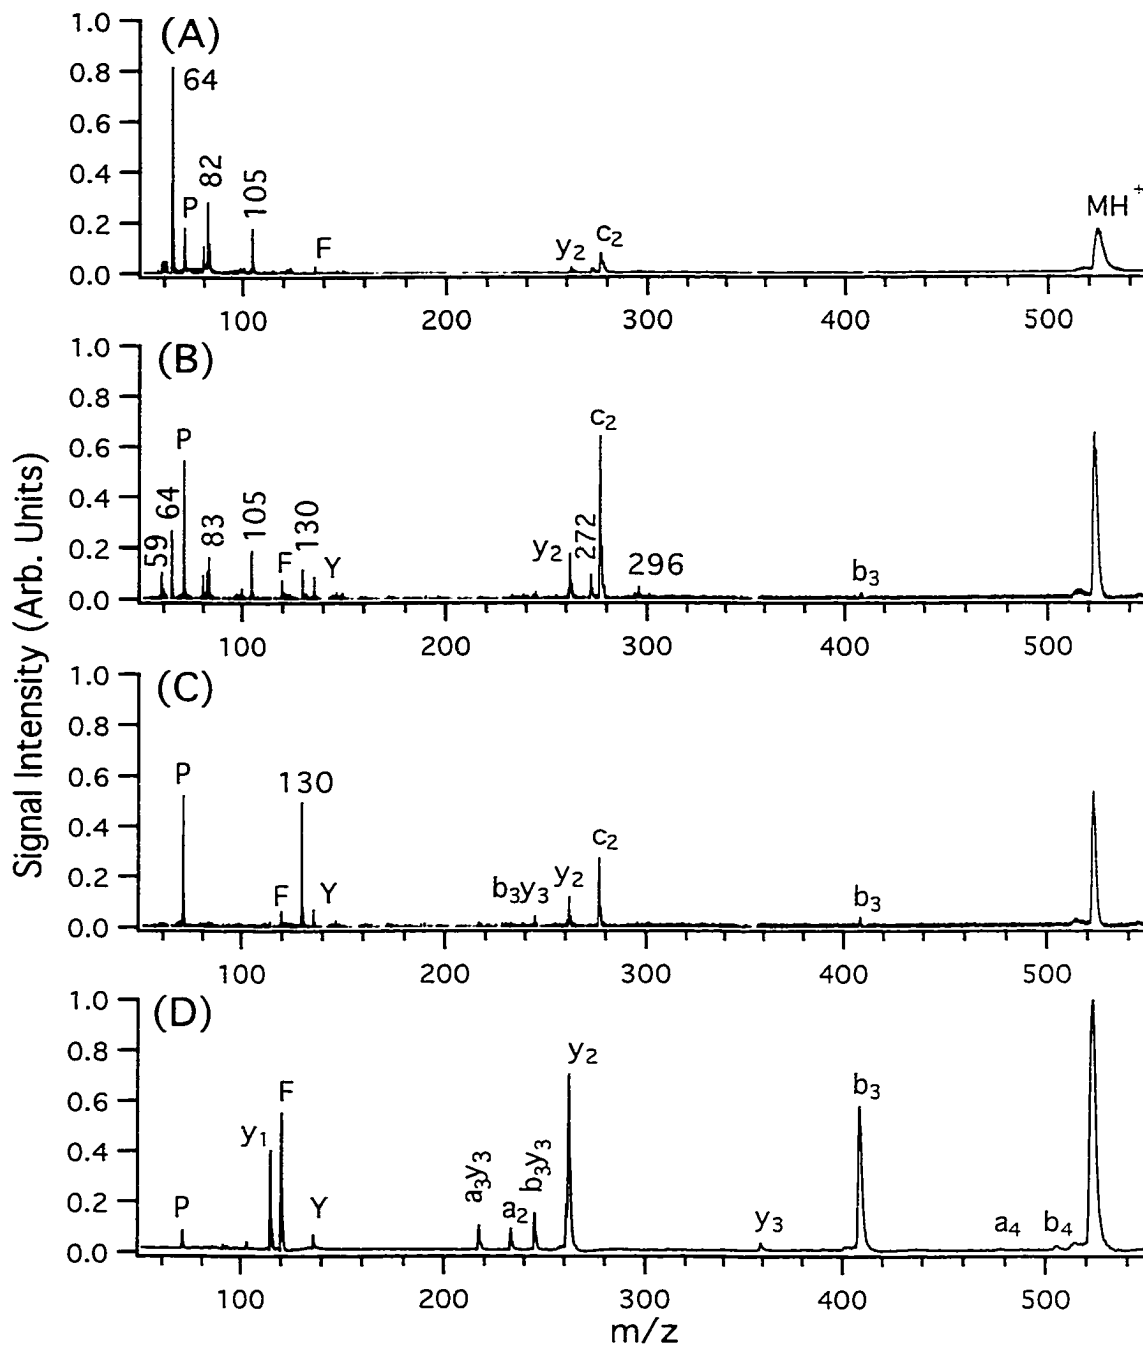 Signal Intensity (Arb. Units)
(A)
1.0
0.8
0.6
0.4
0.2
0.0
64
P
82
105
F
y₂
c₂
MH⁺
100 200 300 400 500
(B)
1.0
0.8
0.6
0.4
0.2
0.0
59
64
P
83
105
F
130
Y
y₂
272
c₂
296
b₃
100 200 300 400 500
(C)
1.0
0.8
0.6
0.4
0.2
0.0
P
F
130
Y
b₃y₃
y₂
c₂
b₃
100 200 300 400 500
(D)
1.0
0.8
0.6
0.4
0.2
0.0
P
y₁
F
Y
a₃y₃
a₂
b₃y₃
y₂
y₃
b₃
a₄
b₄
100 200 300 400 500
m/z